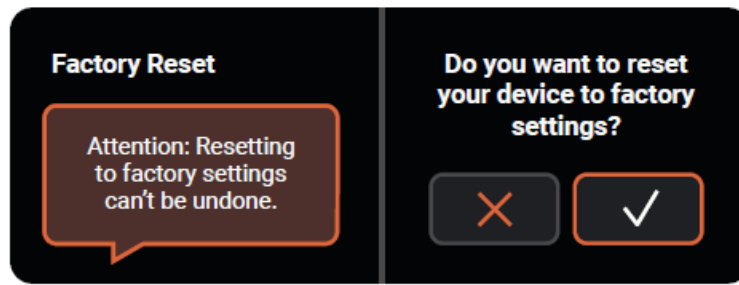 Factory Reset
Attention: Resetting
to factory settings
can’t be undone.
Do you want to reset
your device to factory
settings?